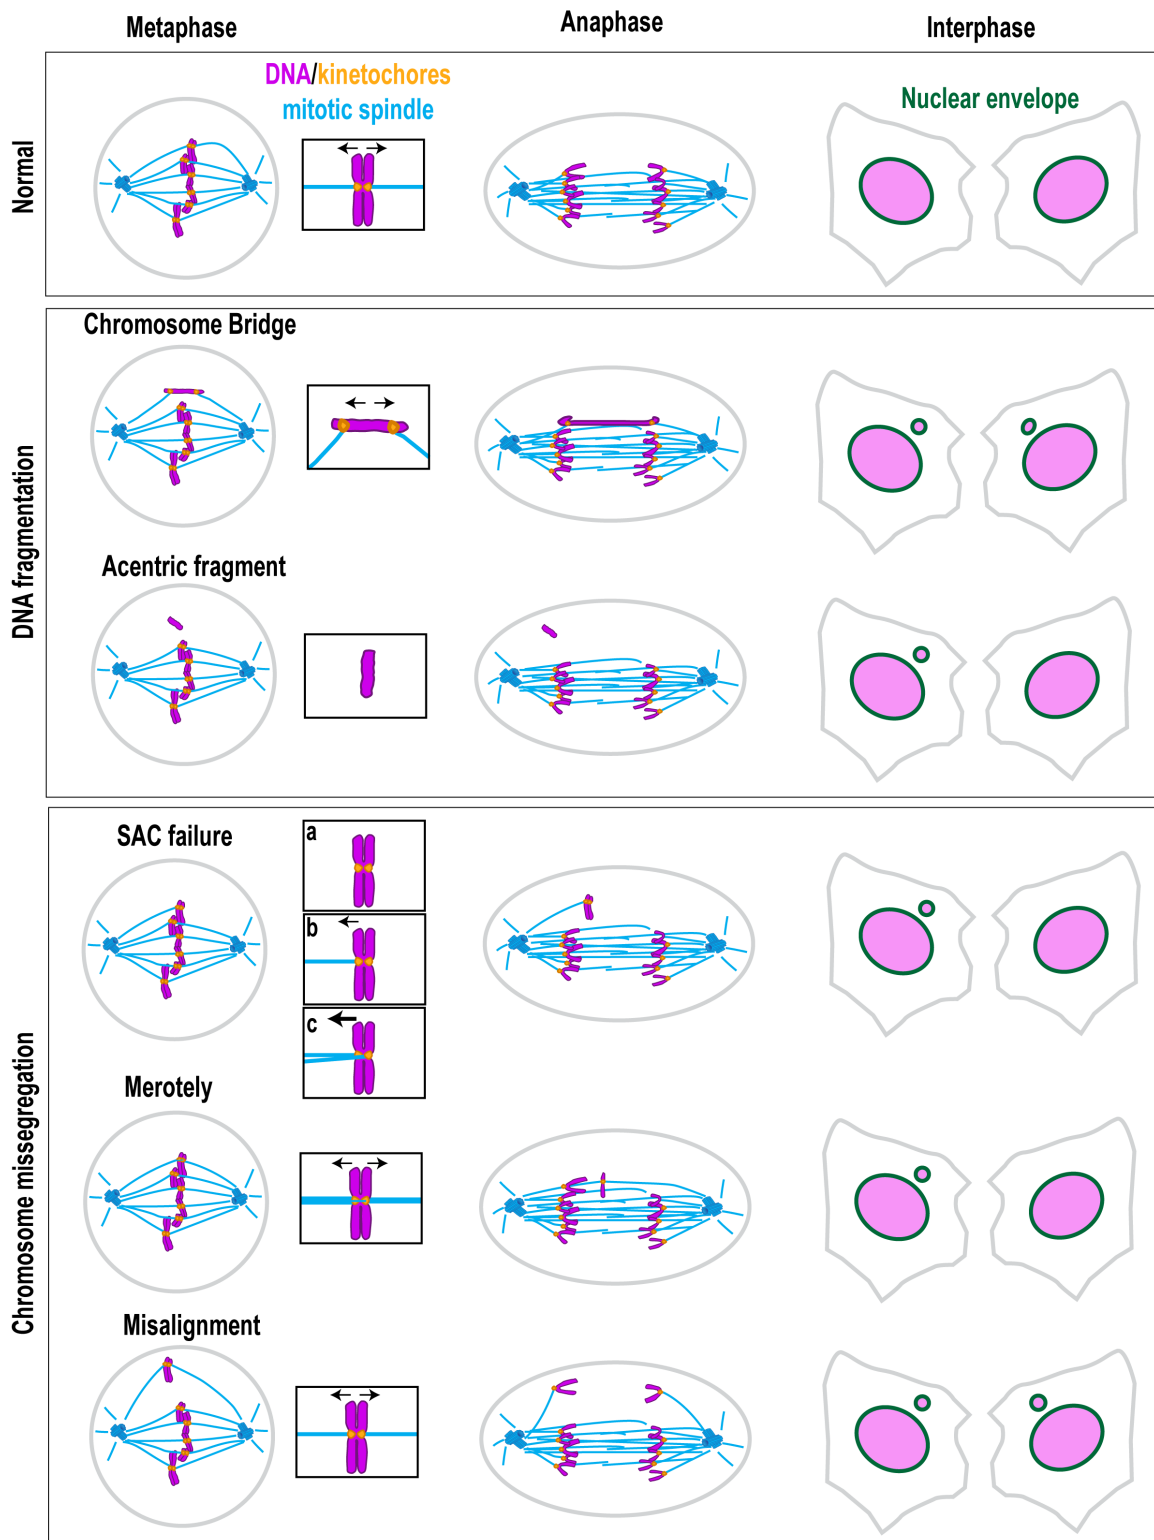 Metaphase
Anaphase
Interphase
Normal
DNA/kinetochores
mitotic spindle
Nuclear envelope
DNA fragmentation
Chromosome Bridge
Acentric fragment
Chromosome missegregation
SAC failure
a
b
c
Merotely
Misalignment